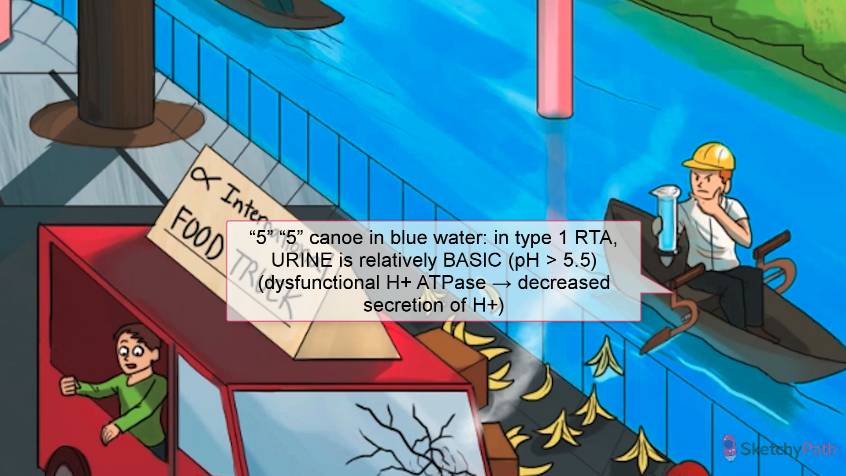 ∝ International
FOOD TRUCK
“5” “5” canoe in blue water: in type 1 RTA,
URINE is relatively BASIC (pH > 5.5)
(dysfunctional H+ ATPase → decreased
secretion of H+)
SketchyPath